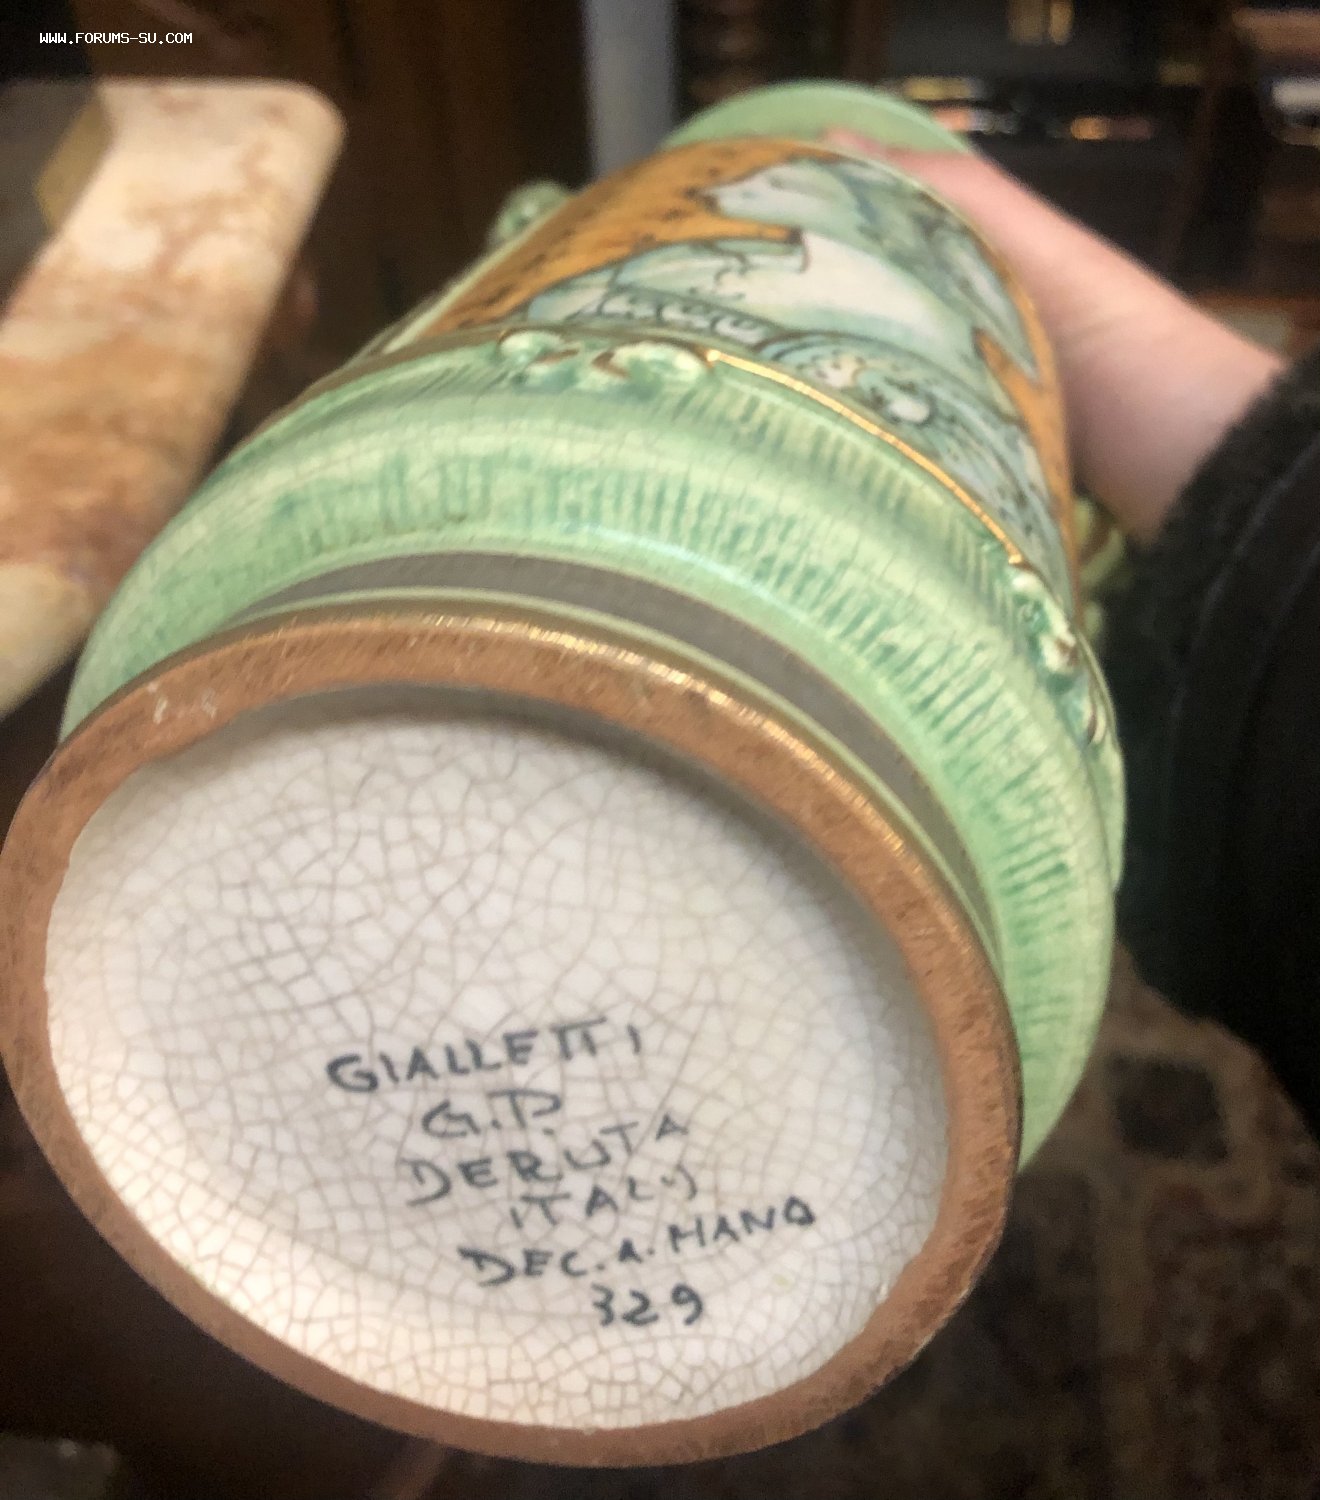 WWW.FORUMS-SU.COM
GIALLETTI
G.P.
DERUTA
ITALY
DEC. A. MANO
329